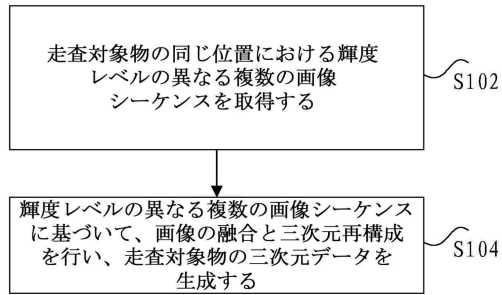 走査対象物の同じ位置における輝度
レベルの異なる複数の画像
シーケンスを取得する
S102
輝度レベルの異なる複数の画像シーケンス
に基づいて、画像の融合と三次元再構成
を行い、走査対象物の三次元データを
生成する
S104